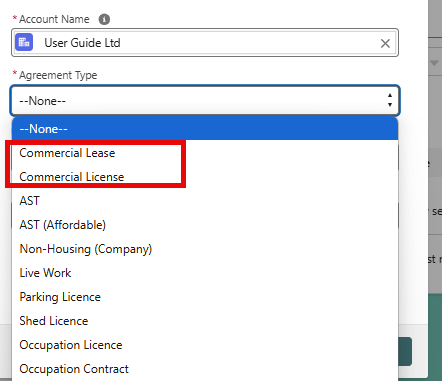 * Account Name
User Guide Ltd
* Agreement Type
--None--
--None--
Commercial Lease
Commercial License
AST
AST (Affordable)
Non-Housing (Company)
Live Work
Parking Licence
Shed Licence
Occupation Licence
Occupation Contract